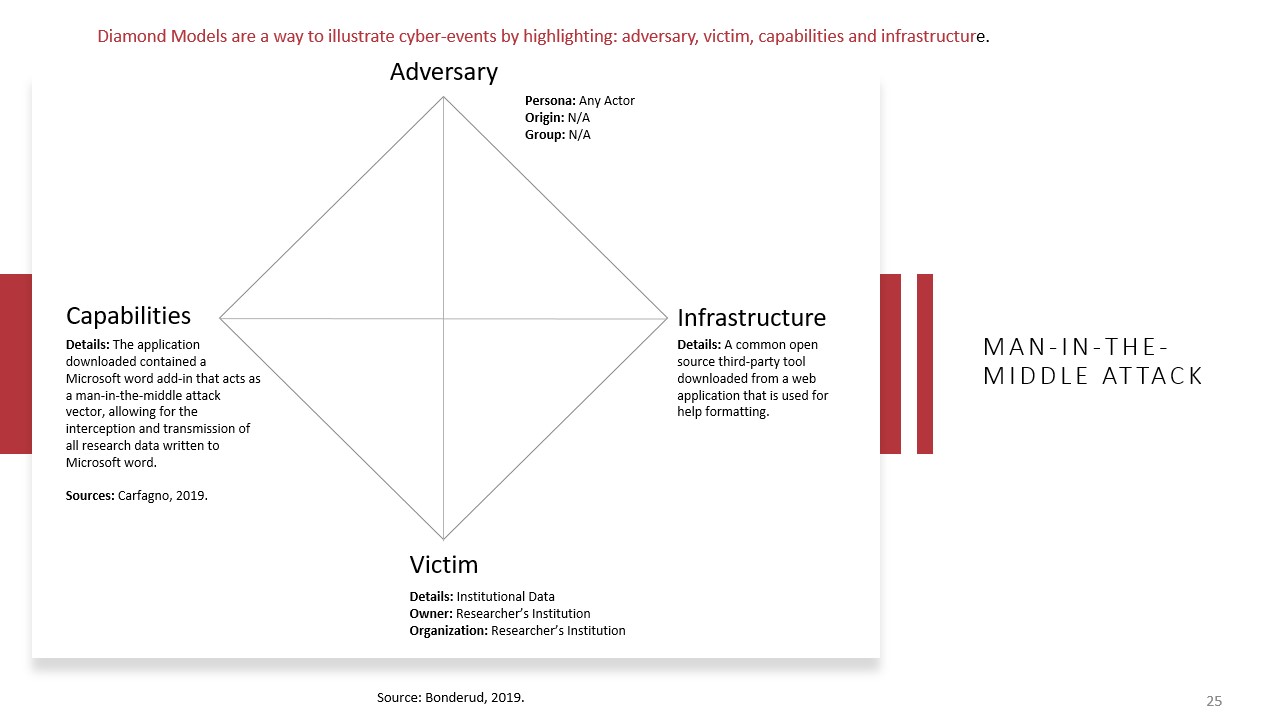 Diamond Models are a way to illustrate cyber-events by highlighting: adversary, victim, capabilities and infrastructure.
Adversary
Persona: Any Actor
Origin: N/A
Group: N/A
Capabilities
Details: The application
downloaded contained a
Microsoft word add-in that acts as
a man-in-the-middle attack
vector, allowing for the
interception and transmission of
all research data written to
Microsoft word.
Sources: Carfagno, 2019.
Infrastructure
Details: A common open
source third-party tool
downloaded from a web
application that is used for
help formatting.
Victim
Details: Institutional Data
Owner: Researcher’s Institution
Organization: Researcher’s Institution
MAN-IN-THE-
MIDDLE ATTACK
Source: Bonderud, 2019.
25